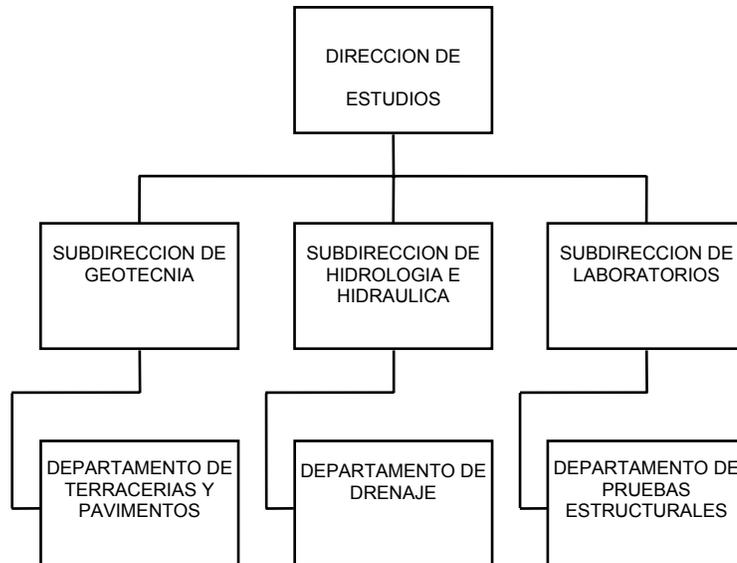 DIRECCION DE
ESTUDIOS
SUBDIRECCION DE
GEOTECNIA
SUBDIRECCION DE
HIDROLOGIA E
HIDRAULICA
SUBDIRECCION DE
LABORATORIOS
DEPARTAMENTO DE
TERRACERIAS Y
PAVIMENTOS
DEPARTAMENTO DE
DRENAJE
DEPARTAMENTO DE
PRUEBAS
ESTRUCTURALES